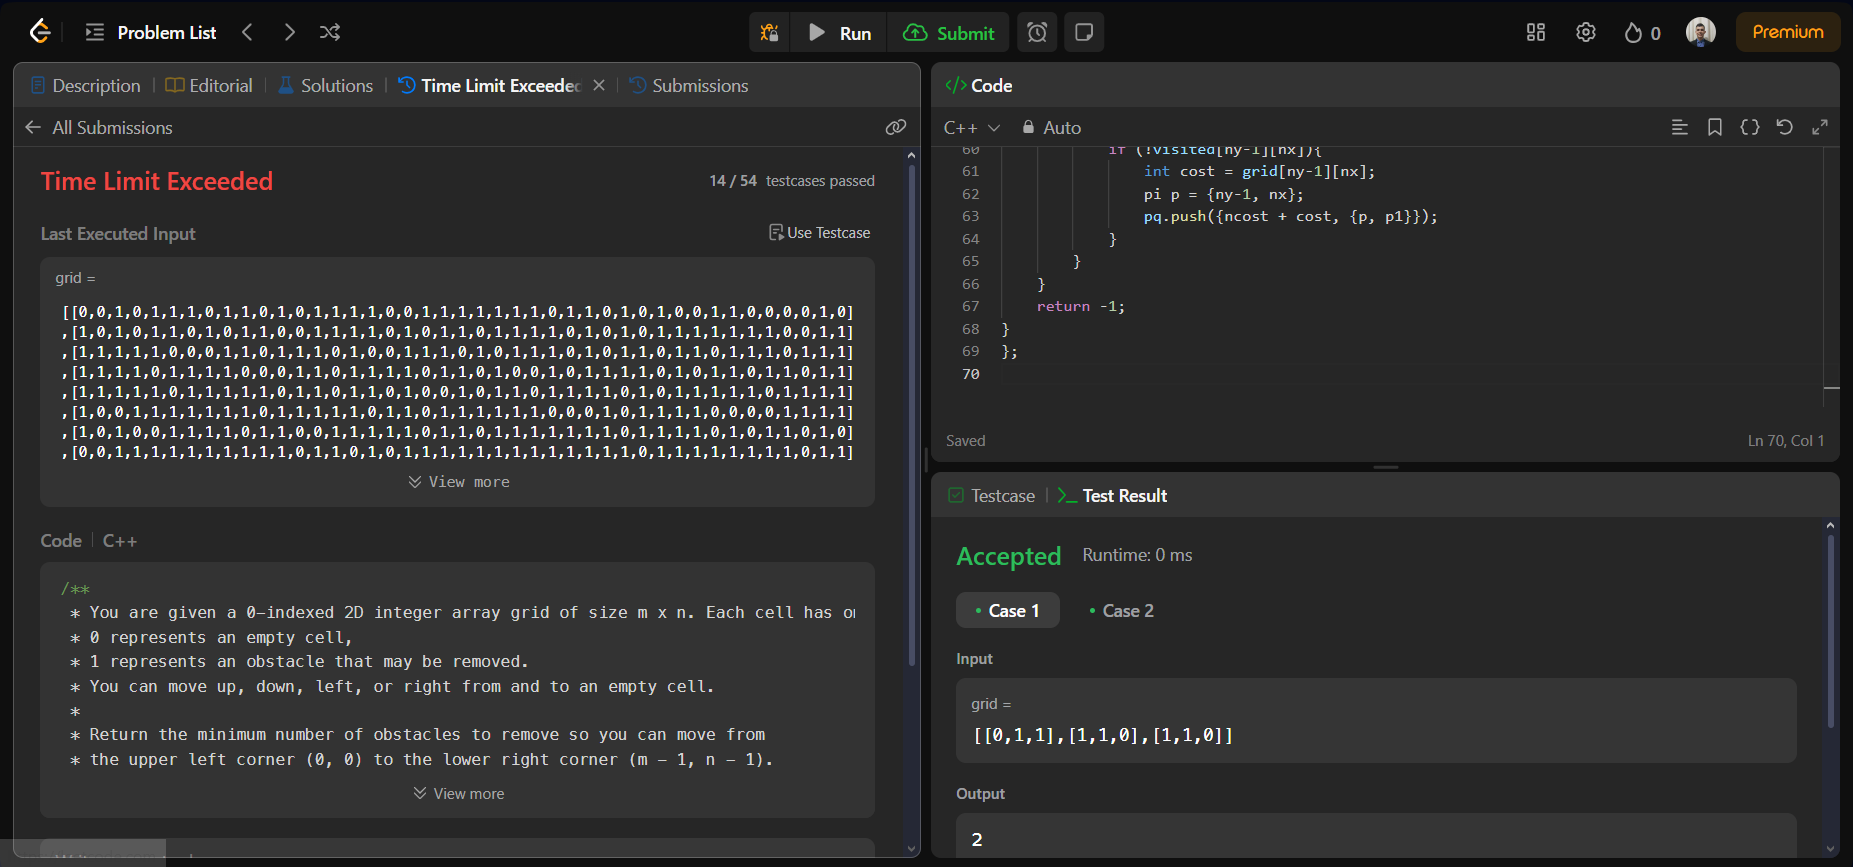 Problem List
Run
Submit
0
Premium
Description
Editorial
Solutions
Time Limit Exceeded
Submissions
All Submissions
Time Limit Exceeded
14 / 54 testcases passed
Last Executed Input
Use Testcase
grid =
[[0,0,1,0,1,1,1,0,1,1,0,1,0,1,1,1,1,0,0,1,1,1,1,1,1,1,0,1,1,0,1,0,1,0,0,1,1,0,0,0,0,1,0]
,[1,0,1,0,1,1,0,1,0,1,1,0,0,1,1,1,1,0,1,0,1,1,0,1,1,1,1,0,1,0,1,0,1,1,1,1,1,1,1,0,0,1,1]
,[1,1,1,1,1,0,0,0,1,1,0,1,1,1,0,1,0,0,1,1,1,0,1,0,1,1,1,0,1,0,1,1,0,1,1,0,1,1,1,0,1,1,1]
,[1,1,1,1,0,1,1,1,1,0,0,0,1,1,0,1,1,1,1,0,1,1,0,1,0,0,1,0,1,1,1,1,0,1,0,1,1,0,1,1,0,1,1]
,[1,1,1,1,1,0,1,1,1,1,1,0,1,1,0,1,1,0,1,0,0,1,0,1,1,0,1,1,1,1,0,1,0,1,1,1,1,1,0,1,1,1,1]
,[1,0,0,1,1,1,1,1,1,1,0,1,1,1,1,1,0,1,1,0,1,1,1,1,1,1,0,0,0,1,0,1,1,1,1,0,0,0,0,1,1,1,1]
,[1,0,1,0,0,1,1,1,1,0,1,1,0,0,1,1,1,1,1,0,1,1,0,1,1,1,1,1,1,1,0,1,1,1,1,0,1,0,1,1,0,1,0]
,[0,0,1,1,1,1,1,1,1,1,1,1,0,1,1,0,1,0,1,1,1,1,1,1,1,1,1,1,1,1,1,0,1,1,1,1,1,1,1,1,0,1,1]
View more
Code
C++
/**
* You are given a 0-indexed 2D integer array grid of size m x n. Each cell has
* 0 represents an empty cell,
* 1 represents an obstacle that may be removed.
* You can move up, down, left, or right from and to an empty cell.
*
* Return the minimum number of obstacles to remove so you can move from
* the upper left corner (0, 0) to the lower right corner (m - 1, n - 1).
View more
Code
C++
Auto
60 if (!visited[ny-1][nx]){
61 int cost = grid[ny-1][nx];
62 pi p = {ny-1, nx};
63 pq.push({ncost + cost, {p, p1}});
64 }
65 }
66 }
67 return -1;
68 }
69 };
70
Saved
Ln 70, Col 1
Testcase
Test Result
Accepted
Runtime: 0 ms
Case 1
Case 2
Input
grid =
[[0,1,1],[1,1,0],[1,1,0]]
Output
2